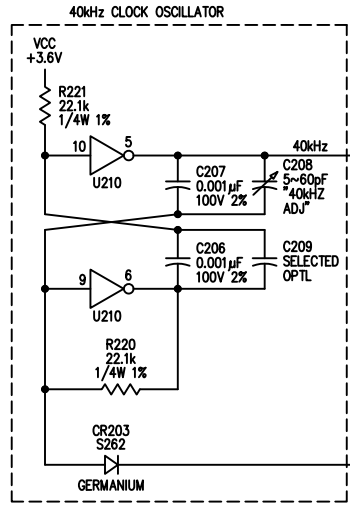 40kHz CLOCK OSCILLATOR
VCC
+3.6V
R221
22.1k
1/4W 1%
10
5
U210
40kHz
C207
0.001µF
100V 2%
C208
5~60pF
"40kHZ
ADJ"
C206
0.001µF
100V 2%
C209
SELECTED
OPTL
9
6
U210
R220
22.1k
1/4W 1%
CR203
S262
GERMANIUM